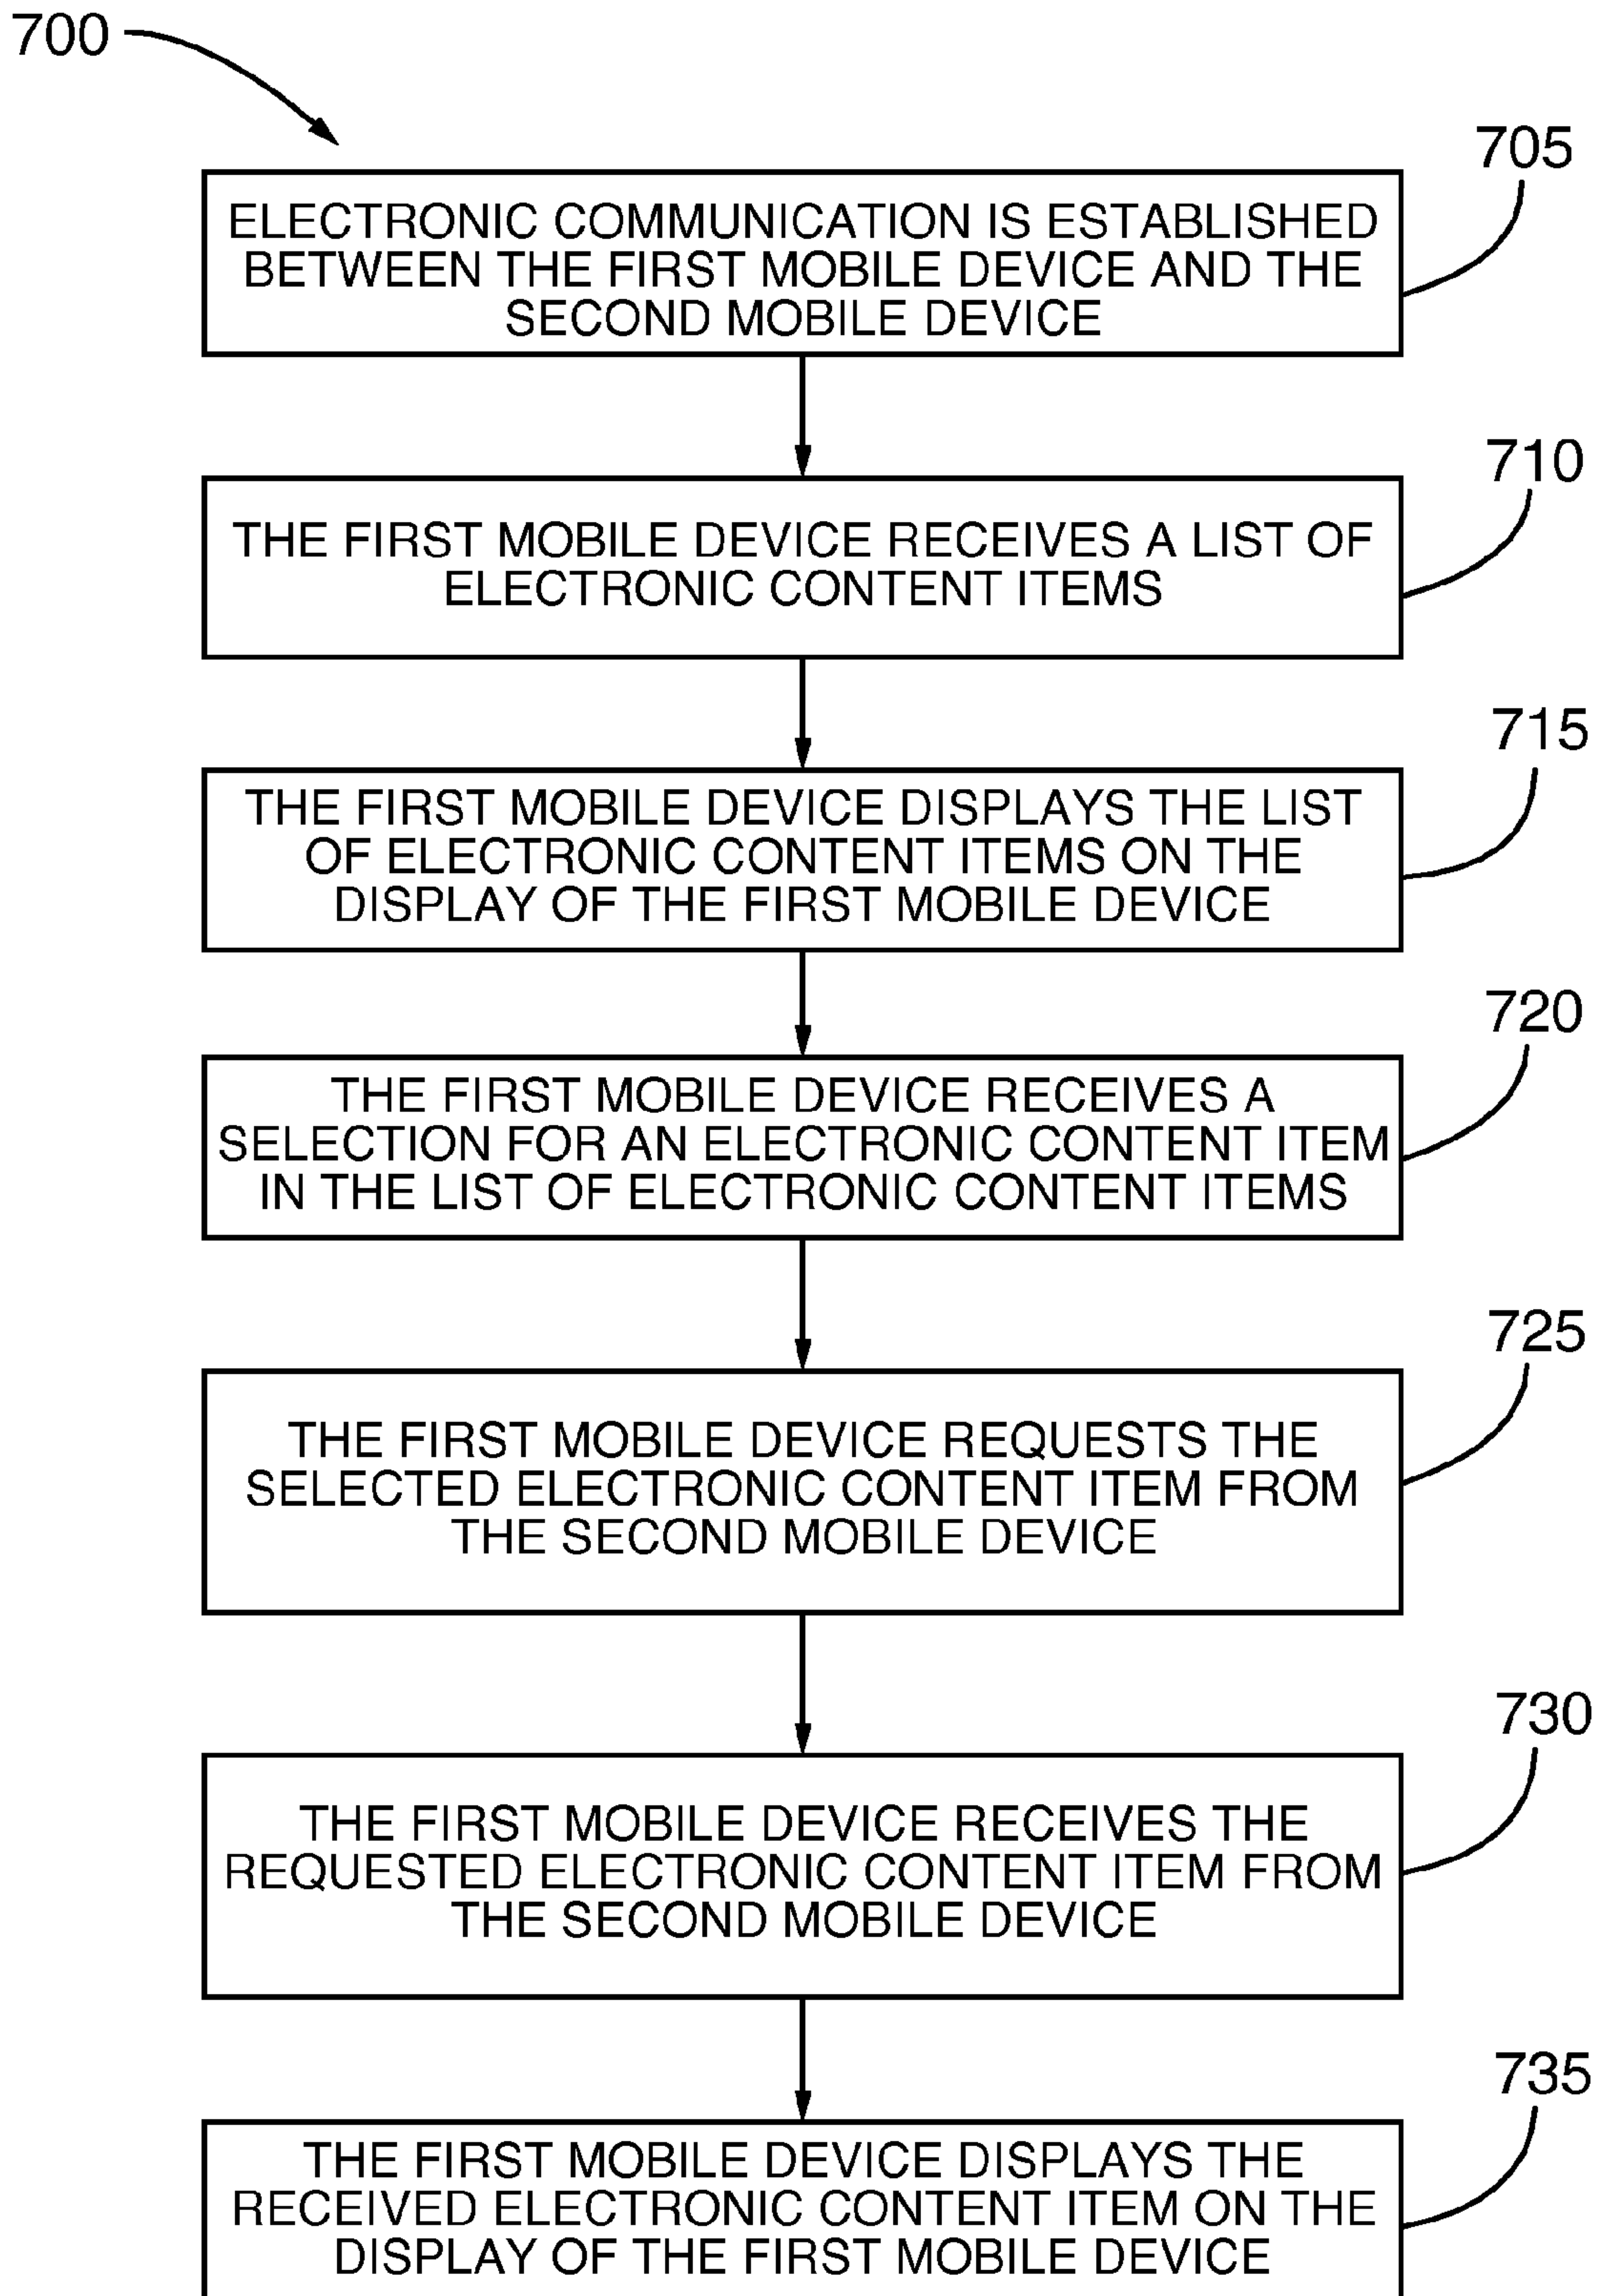 700
705
ELECTRONIC COMMUNICATION IS ESTABLISHED
BETWEEN THE FIRST MOBILE DEVICE AND THE
SECOND MOBILE DEVICE
710
THE FIRST MOBILE DEVICE RECEIVES A LIST OF
ELECTRONIC CONTENT ITEMS
715
THE FIRST MOBILE DEVICE DISPLAYS THE LIST
OF ELECTRONIC CONTENT ITEMS ON THE
DISPLAY OF THE FIRST MOBILE DEVICE
720
THE FIRST MOBILE DEVICE RECEIVES A
SELECTION FOR AN ELECTRONIC CONTENT ITEM
IN THE LIST OF ELECTRONIC CONTENT ITEMS
725
THE FIRST MOBILE DEVICE REQUESTS THE
SELECTED ELECTRONIC CONTENT ITEM FROM
THE SECOND MOBILE DEVICE
730
THE FIRST MOBILE DEVICE RECEIVES THE
REQUESTED ELECTRONIC CONTENT ITEM FROM
THE SECOND MOBILE DEVICE
735
THE FIRST MOBILE DEVICE DISPLAYS THE
RECEIVED ELECTRONIC CONTENT ITEM ON THE
DISPLAY OF THE FIRST MOBILE DEVICE